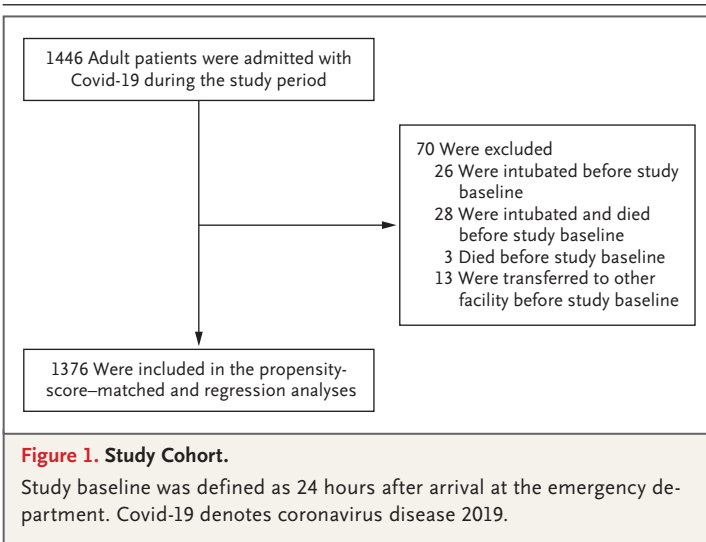 1446 Adult patients were admitted with
Covid-19 during the study period
70 Were excluded
26 Were intubated before study
baseline
28 Were intubated and died
before study baseline
3 Died before study baseline
13 Were transferred to other
facility before study baseline
1376 Were included in the propensity-
score–matched and regression analyses
Figure 1. Study Cohort.
Study baseline was defined as 24 hours after arrival at the emergency de-
partment. Covid-19 denotes coronavirus disease 2019.